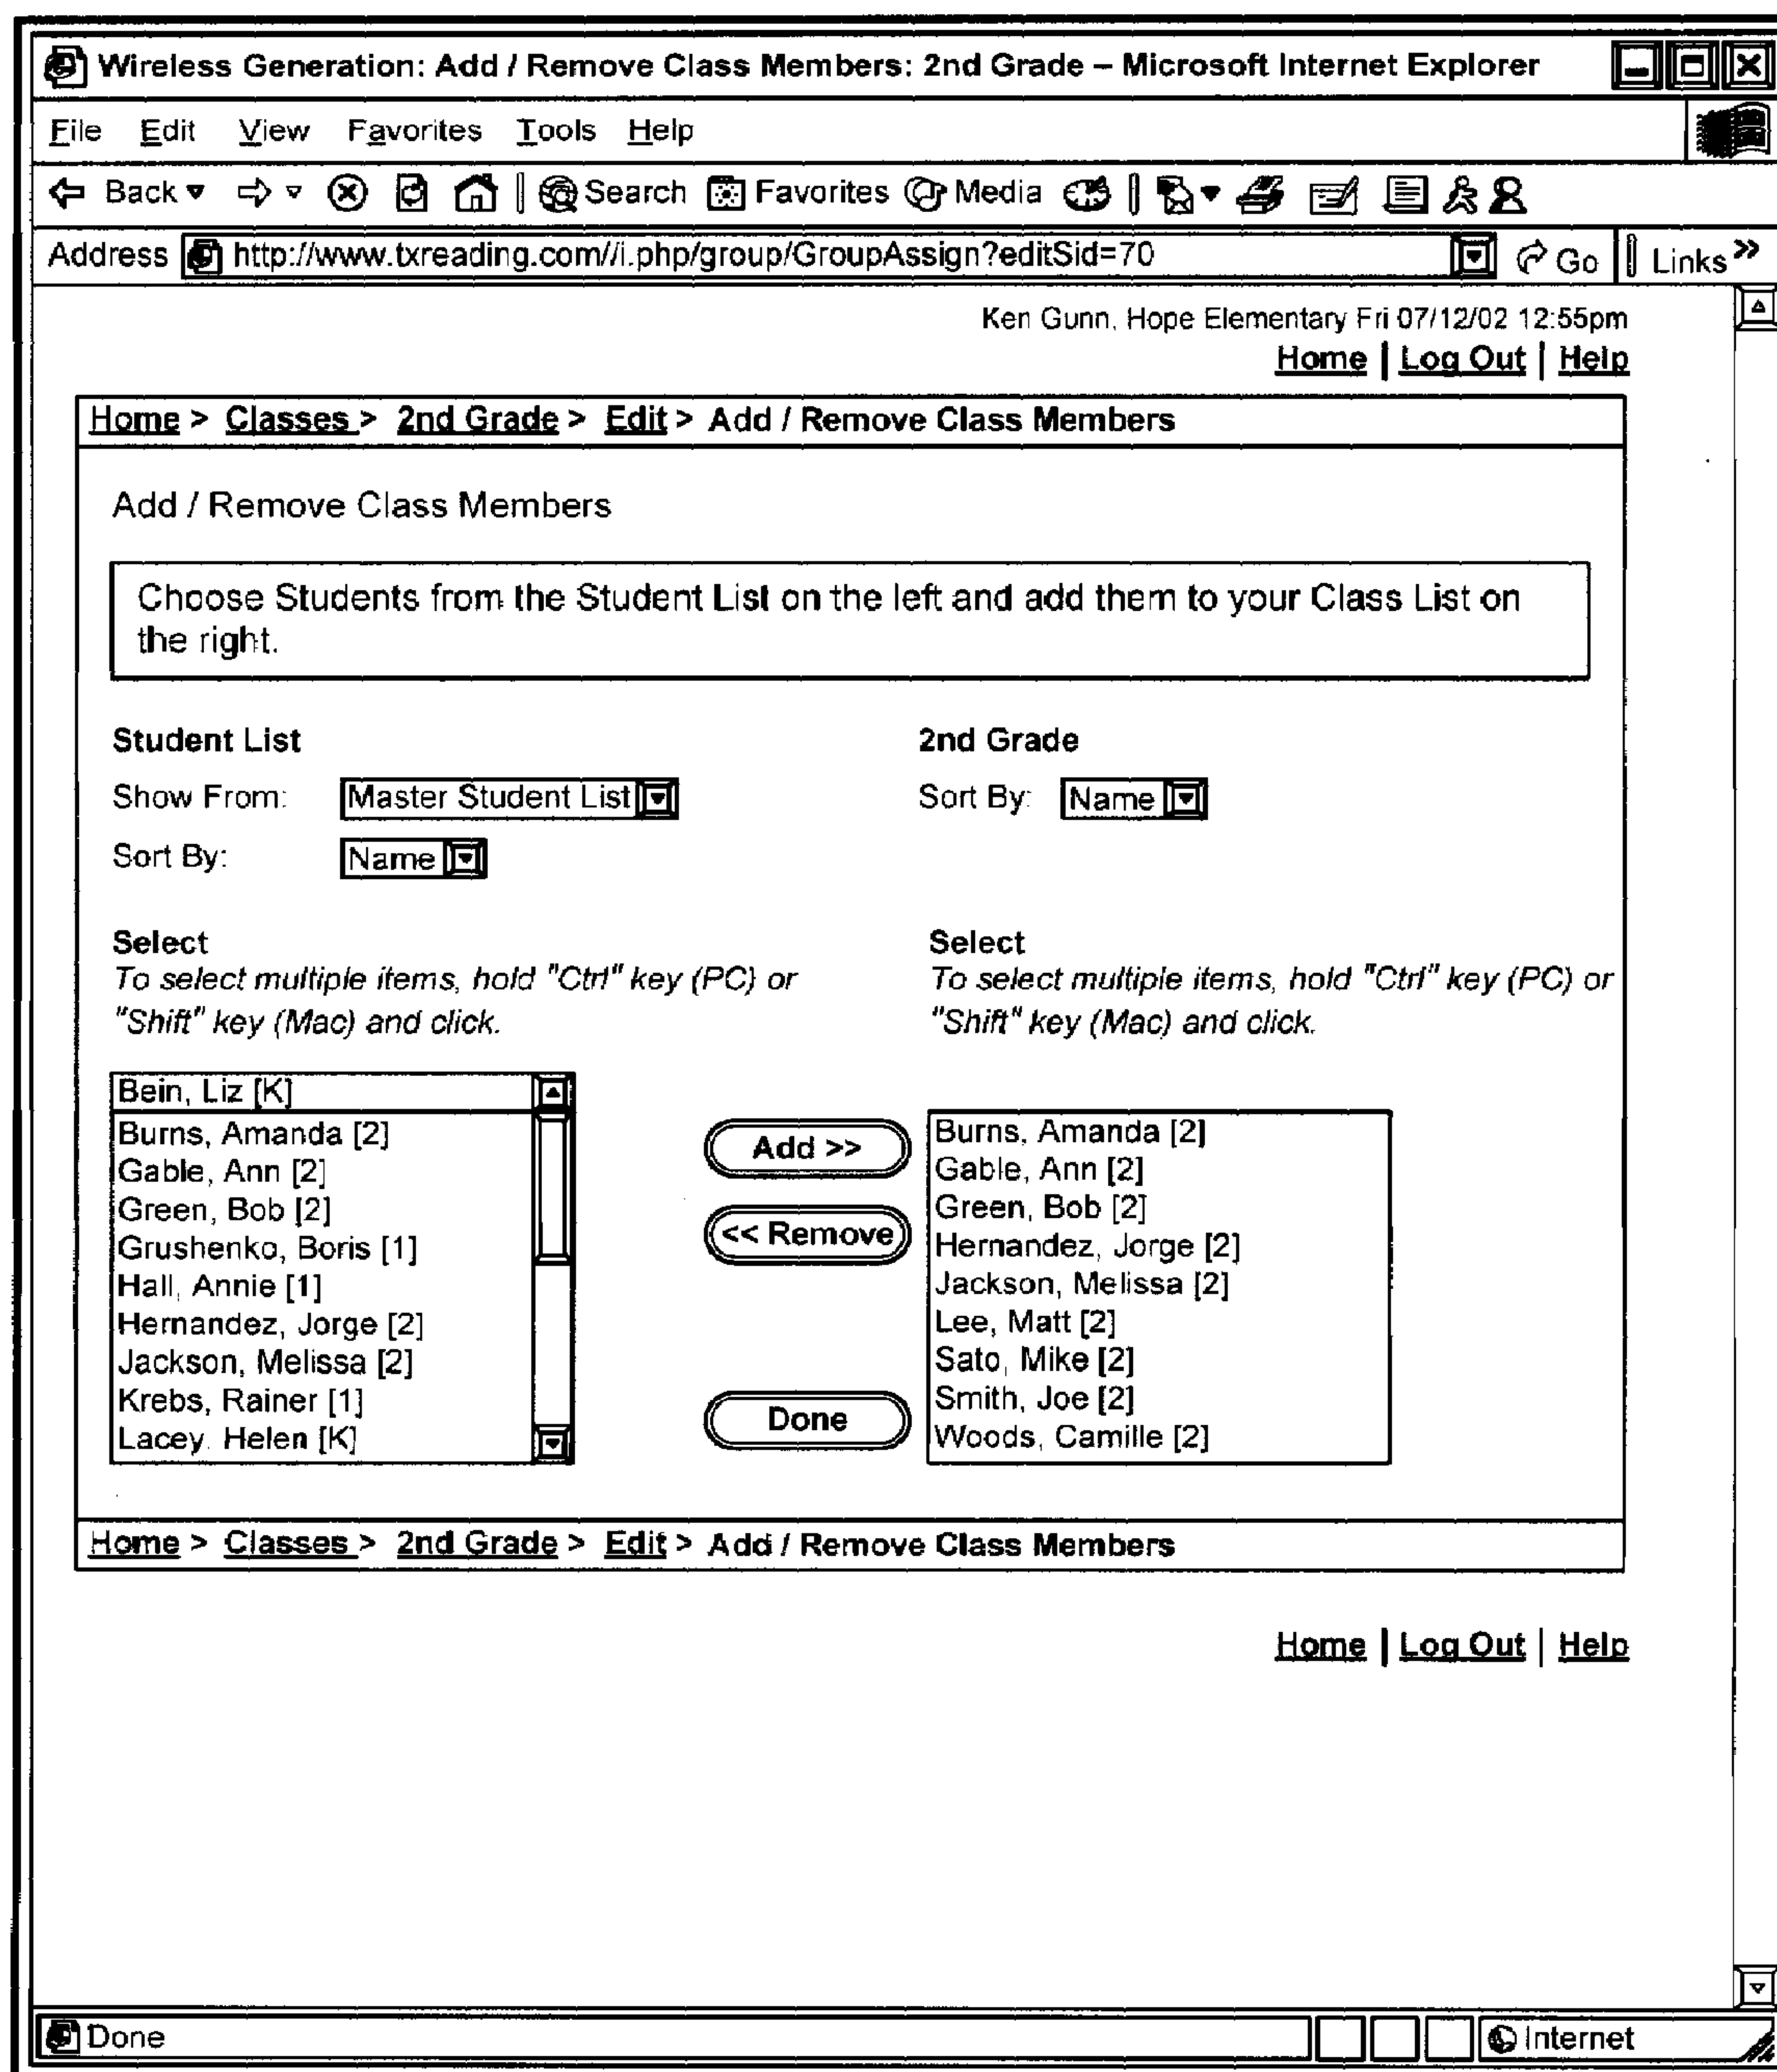 Wireless Generation: Add / Remove Class Members: 2nd Grade – Microsoft Internet Explorer
File Edit View Favorites Tools Help
Back Search Favorites Media
Address http://www.txreading.com//i.php/group/GroupAssign?editSid=70 Go Links »
Ken Gunn, Hope Elementary Fri 07/12/02 12:55pm
Home | Log Out | Help
Home > Classes > 2nd Grade > Edit > Add / Remove Class Members
Add / Remove Class Members
Choose Students from the Student List on the left and add them to your Class List on
the right.
Student List
Show From: Master Student List
Sort By: Name
2nd Grade
Sort By: Name
Select
To select multiple items, hold "Ctrl" key (PC) or
"Shift" key (Mac) and click.
Bein, Liz [K]
Burns, Amanda [2]
Gable, Ann [2]
Green, Bob [2]
Grushenko, Boris [1]
Hall, Annie [1]
Hernandez, Jorge [2]
Jackson, Melissa [2]
Krebs, Rainer [1]
Lacey, Helen [K]
Add >>
<< Remove
Done
Select
To select multiple items, hold "Ctrl" key (PC) or
"Shift" key (Mac) and click.
Burns, Amanda [2]
Gable, Ann [2]
Green, Bob [2]
Hernandez, Jorge [2]
Jackson, Melissa [2]
Lee, Matt [2]
Sato, Mike [2]
Smith, Joe [2]
Woods, Camille [2]
Home > Classes > 2nd Grade > Edit > Add / Remove Class Members
Home | Log Out | Help
Done Internet